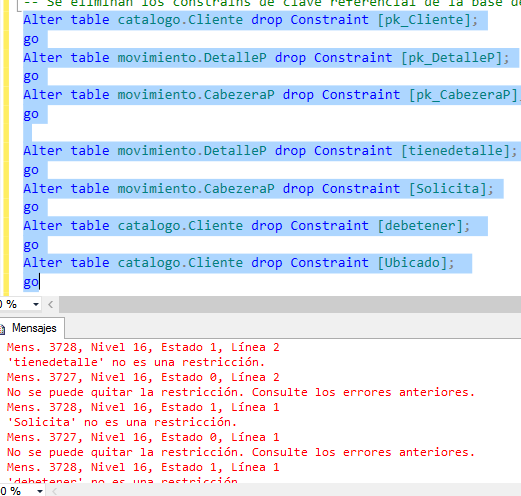 -- Se eliminan los constrains de clave referencial de la base de
Alter table catalogo.Cliente drop Constraint [pk_Cliente];
go
Alter table movimiento.DetalleP drop Constraint [pk_DetalleP];
go
Alter table movimiento.CabezeraP drop Constraint [pk_CabezeraP]
go
Alter table movimiento.DetalleP drop Constraint [tienedetalle];
go
Alter table movimiento.CabezeraP drop Constraint [Solicita];
go
Alter table catalogo.Cliente drop Constraint [debetener];
go
Alter table catalogo.Cliente drop Constraint [Ubicado];
go
0 %
Mensajes
Mens. 3728, Nivel 16, Estado 1, Línea 2
'tienedetalle' no es una restricción.
Mens. 3727, Nivel 16, Estado 0, Línea 2
No se puede quitar la restricción. Consulte los errores anteriores.
Mens. 3728, Nivel 16, Estado 1, Línea 1
'Solicita' no es una restricción.
Mens. 3727, Nivel 16, Estado 0, Línea 1
No se puede quitar la restricción. Consulte los errores anteriores.
Mens. 3728, Nivel 16, Estado 1, Línea 1
'debetener' no es una restricción
0 %